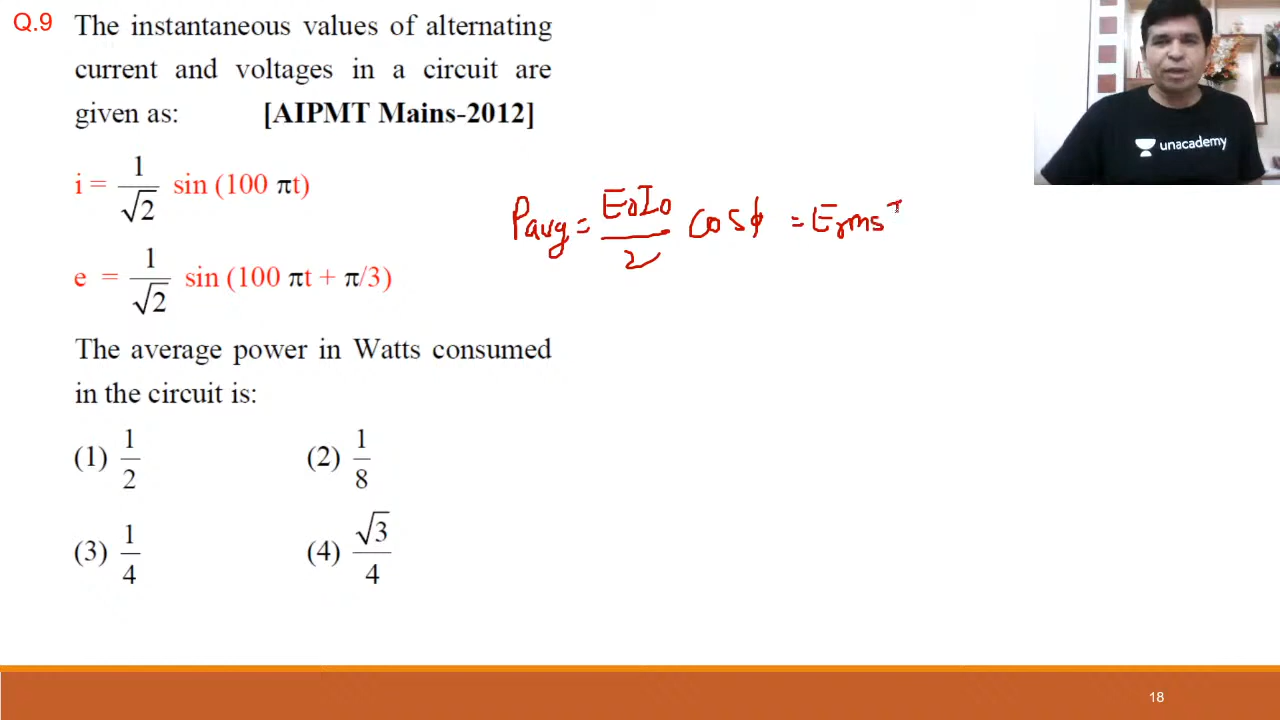 Q.9 The instantaneous values of alternating
current and voltages in a circuit are
given as: [AIPMT Mains-2012]
i = 1/√2 sin (100 πt)
e = 1/√2 sin (100 πt + π/3)
The average power in Watts consumed
in the circuit is:
(1) 1/2 (2) 1/8
(3) 1/4 (4) √3/4
Pavg = E0I0/2 cosϕ = Erms
unacademy
18